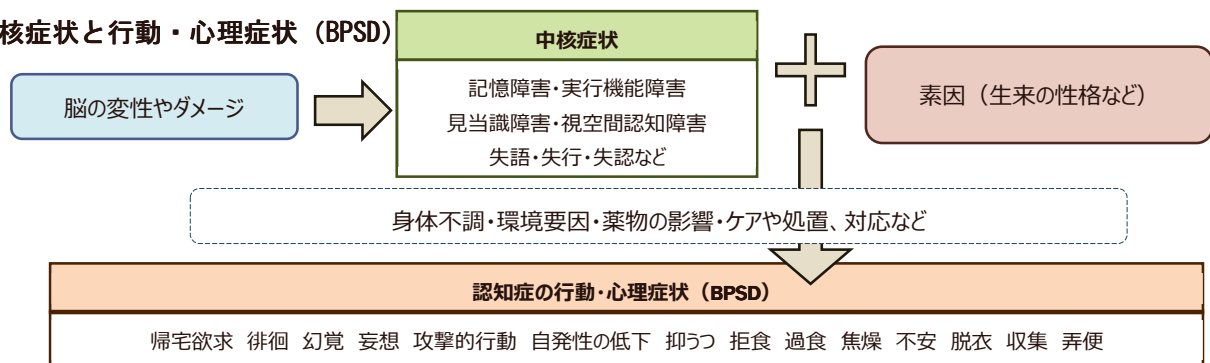 核症状と行動・心理症状（BPSD）
中核症状
脳の変性やダメージ
記憶障害・実行機能障害
見当識障害・視空間認知障害
失語・失行・失認など
素因（生来の性格など）
身体不調・環境要因・薬物の影響・ケアや処置、対応など
認知症の行動・心理症状（BPSD）
帰宅欲求 徘徊 幻覚 妄想 攻撃的行動 自発性の低下 抑うつ 拒食 過食 焦燥 不安 脱衣 収集 弄便